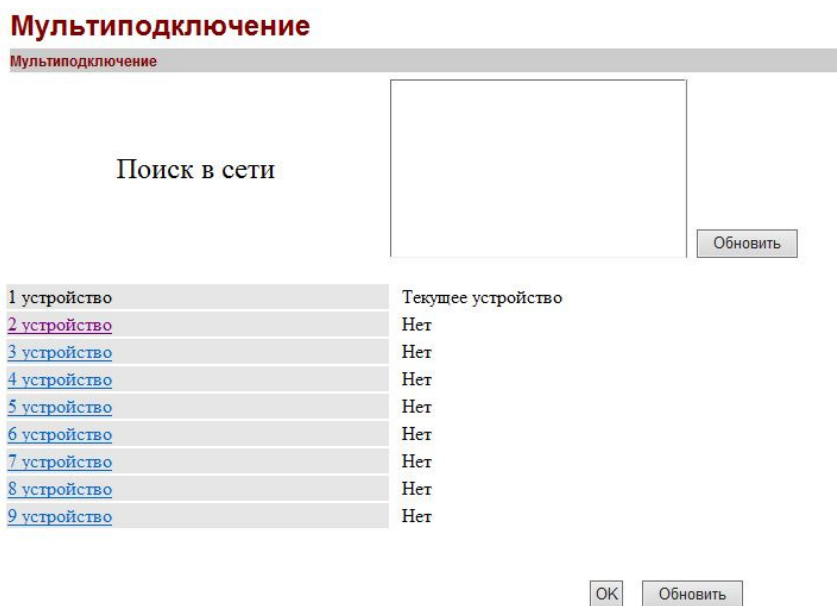 Мультиподключение
Мультиподключение
Поиск в сети
Обновить
1 устройство Текущее устройство
2 устройство Нет
3 устройство Нет
4 устройство Нет
5 устройство Нет
6 устройство Нет
7 устройство Нет
8 устройство Нет
9 устройство Нет
OK Обновить